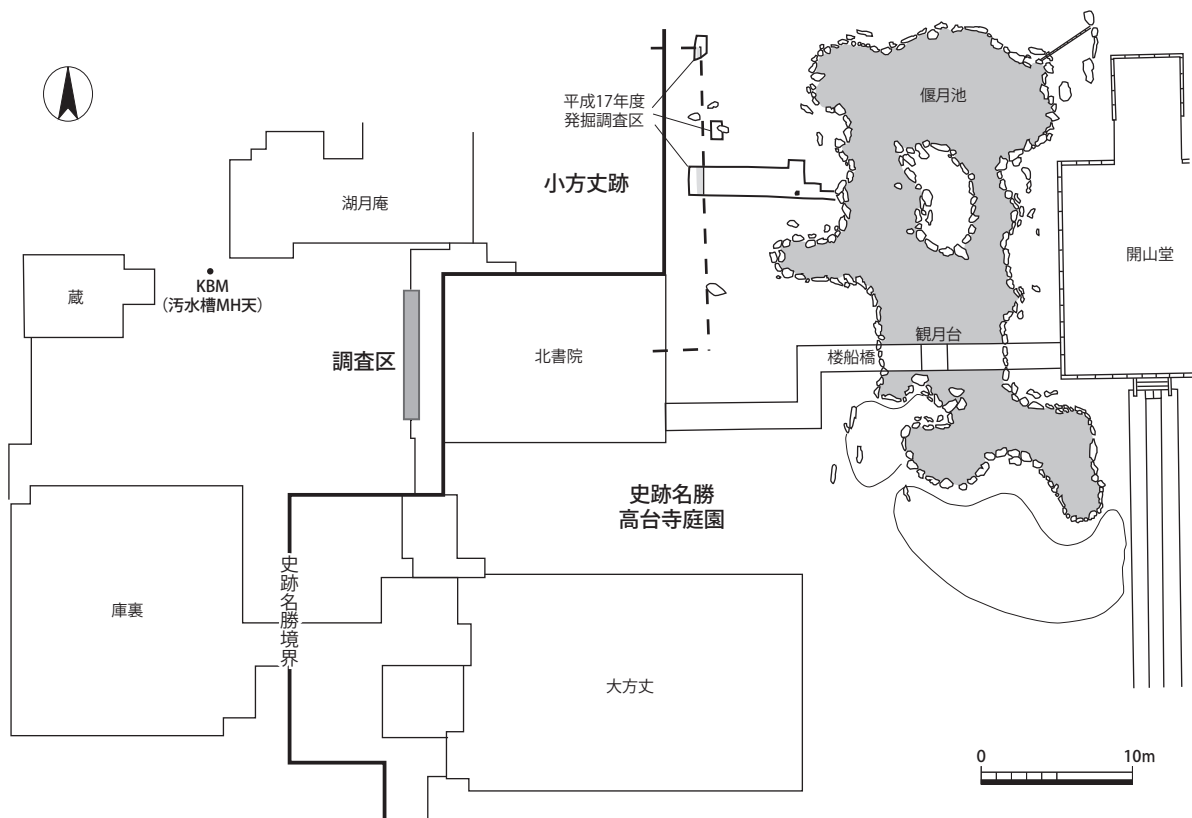 偃月池
平成17年度
発掘調査区
小方丈跡
湖月庵
開山堂
KBM
(汚水槽MH天)
蔵
調査区
北書院
観月台
楼船橋
史跡名勝
高台寺庭園
史跡名勝境界
庫裏
大方丈
0 10m